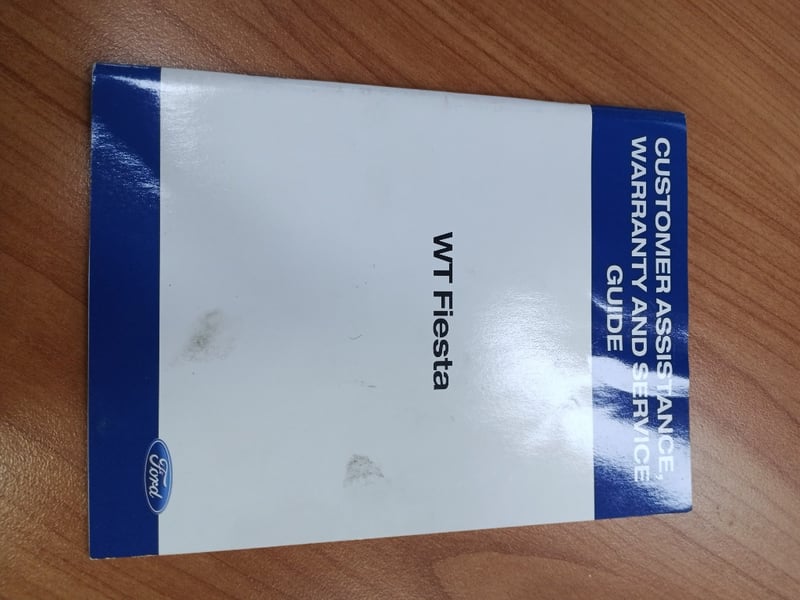 CUSTOMER ASSISTANCE,
WARRANTY AND SERVICE
GUIDE
WT Fiesta
Ford